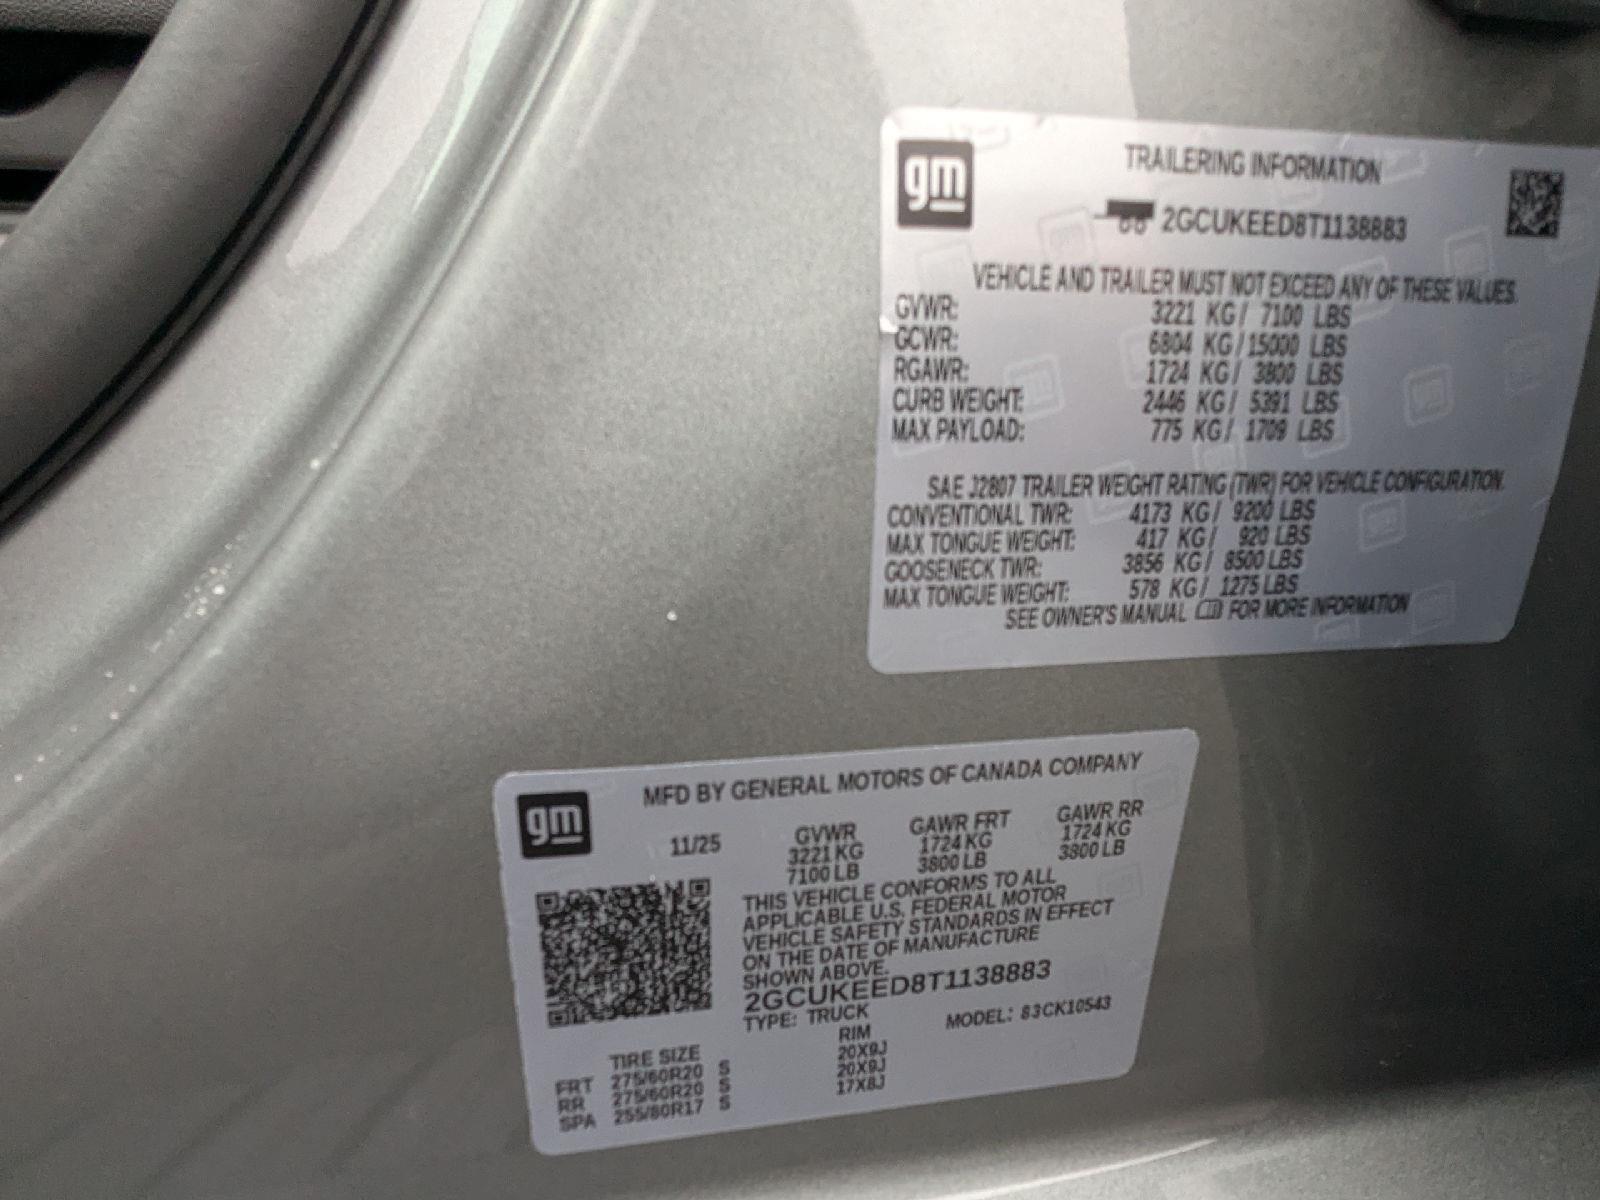 gm
TRAILERING INFORMATION
2GCUKEED8T1138883
VEHICLE AND TRAILER MUST NOT EXCEED ANY OF THESE VALUES.
GVWR: 3221 KG/ 7100 LBS
GCWR: 6804 KG/15000 LBS
RGAWR: 1724 KG/ 3800 LBS
CURB WEIGHT: 2446 KG/ 5391 LBS
MAX PAYLOAD: 775 KG/ 1709 LBS
SAE J2807 TRAILER WEIGHT RATING (TWR) FOR VEHICLE CONFIGURATION.
CONVENTIONAL TWR: 4173 KG/ 9200 LBS
MAX TONGUE WEIGHT: 417 KG/ 920 LBS
GOOSENECK TWR: 3856 KG/ 8500 LBS
MAX TONGUE WEIGHT: 578 KG/ 1275 LBS
SEE OWNER'S MANUAL FOR MORE INFORMATION
gm
MFD BY GENERAL MOTORS OF CANADA COMPANY
11/25 GVWR GAWR FRT GAWR RR
3221 KG 1724 KG 1724 KG
7100 LB 3800 LB 3800 LB
THIS VEHICLE CONFORMS TO ALL
APPLICABLE U.S. FEDERAL MOTOR
VEHICLE SAFETY STANDARDS IN EFFECT
ON THE DATE OF MANUFACTURE
SHOWN ABOVE.
2GCUKEED8T1138883
TYPE: TRUCK MODEL: 83CK10543
TIRE SIZE RIM
FRT 275/60R20 S 20X9J
RR 275/60R20 S 20X9J
SPA 255/80R17 S 17X8J